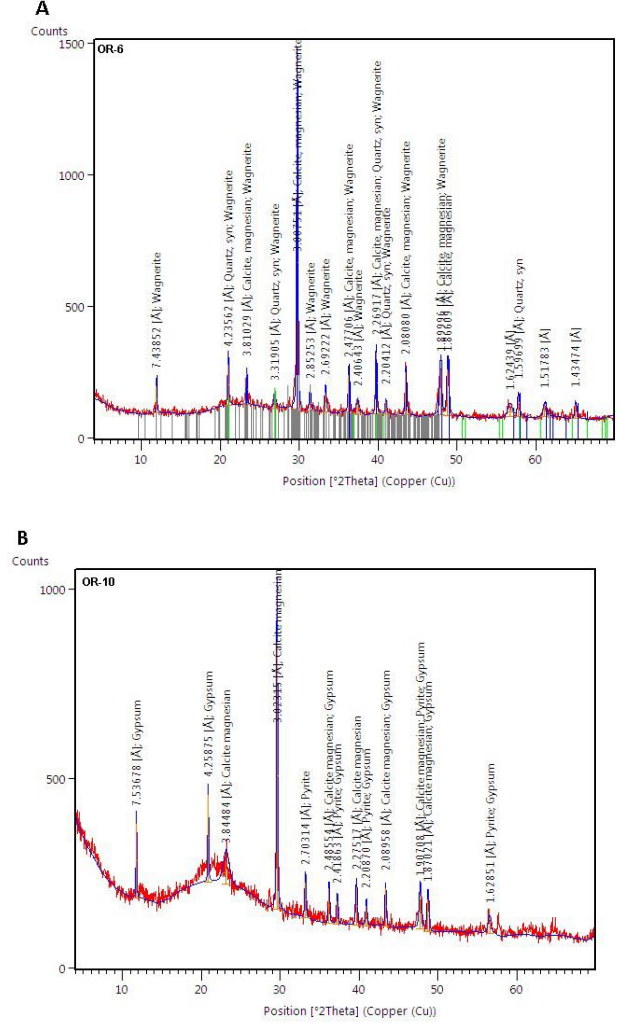 A
Counts
OR-6
1500
1000
500
0
7.43852 [Å]; Wagnerite
4.23562 [Å]; Quartz, syn; Wagnerite
3.81029 [Å]; Calcite, magnesian; Wagnerite
3.31905 [Å]; Quartz, syn; Wagnerite
3.00751 [Å]; Calcite, magnesian; Wagnerite
2.85253 [Å]; Wagnerite
2.69222 [Å]; Wagnerite
2.47706 [Å]; Calcite, magnesian; Wagnerite
2.40643 [Å]; Wagnerite
2.26917 [Å]; Calcite, magnesian; Quartz, syn; Wagnerite
2.20412 [Å]; Quartz, syn; Wagnerite
2.08080 [Å]; Calcite, magnesian; Wagnerite
[Å]; Calcite, magnesian; Wagnerite
1.86609 [Å]; Calcite, magnesian
1.62439 [Å]
1.59699 [Å]; Quartz, syn
1.51783 [Å]
1.43474 [Å]
10 20 30 40 50 60
Position [°2Theta] (Copper (Cu))
B
Counts
OR-10
1000
500
0
7.53678 [Å]; Gypsum
4.25875 [Å]; Gypsum
3.84484 [Å]; Calcite magnesian
3.02315 [Å]; Calcite magnesian
2.70314 [Å]; Pyrite
2.48554 [Å]; Calcite magnesian; Gypsum
2.41883 [Å]; Pyrite; Gypsum
2.27517 [Å]; Calcite magnesian
2.20870 [Å]; Pyrite; Gypsum
2.08958 [Å]; Calcite magnesian; Gypsum
1.90708 [Å]; Calcite magnesian; Pyrite; Gypsum
1.87021 [Å]; Calcite magnesian; Gypsum
1.62851 [Å]; Pyrite; Gypsum
10 20 30 40 50 60
Position [°2Theta] (Copper (Cu))